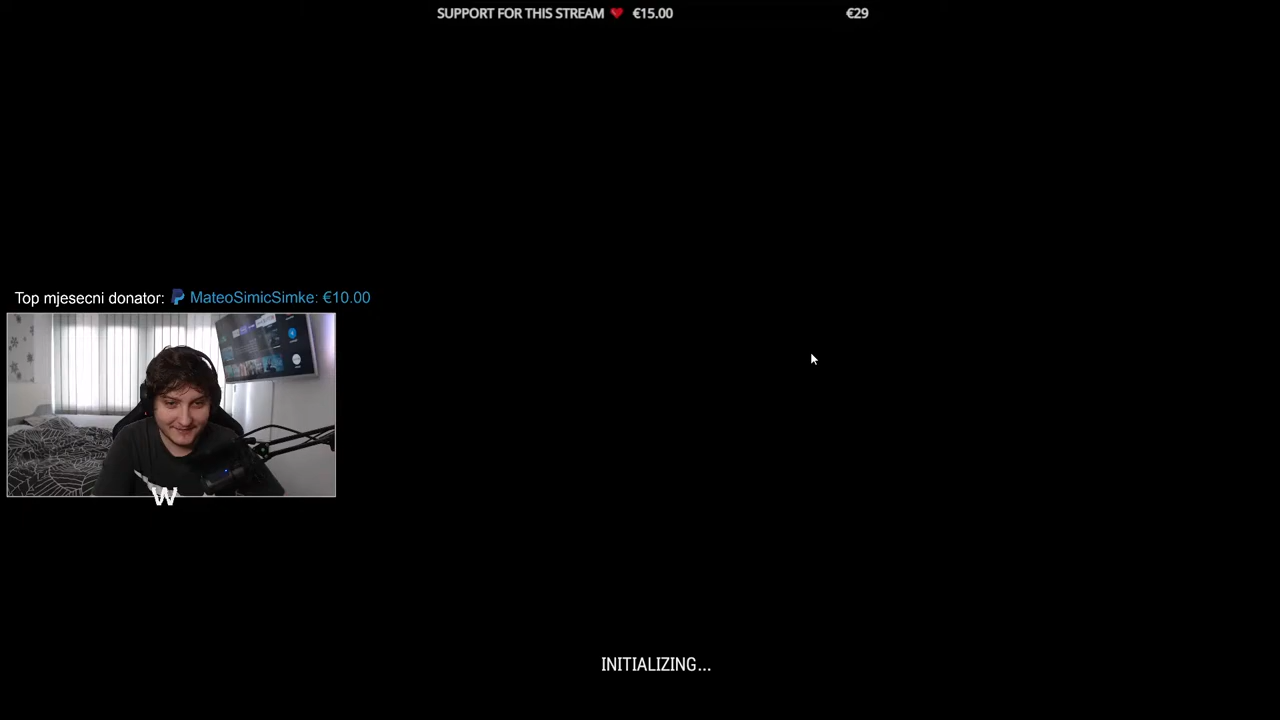 SUPPORT FOR THIS STREAM €15.00 €29
Top mjesecni donator: MateoSimicSimke: €10.00
W
INITIALIZING...